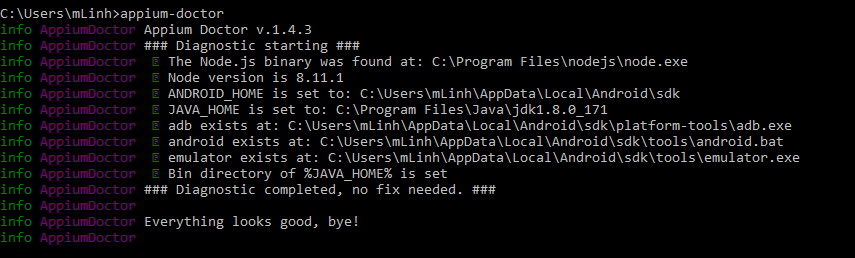 C:\Users\mLinh>appium-doctor
info AppiumDoctor Appium Doctor v.1.4.3
info AppiumDoctor ### Diagnostic starting ###
info AppiumDoctor The Node.js binary was found at: C:\Program Files\nodejs\node.exe
info AppiumDoctor Node version is 8.11.1
info AppiumDoctor ANDROID_HOME is set to: C:\Users\mLinh\AppData\Local\Android\sdk
info AppiumDoctor JAVA_HOME is set to: C:\Program Files\Java\jdk1.8.0_171
info AppiumDoctor adb exists at: C:\Users\mLinh\AppData\Local\Android\sdk\platform-tools\adb.exe
info AppiumDoctor android exists at: C:\Users\mLinh\AppData\Local\Android\sdk\tools\android.bat
info AppiumDoctor emulator exists at: C:\Users\mLinh\AppData\Local\Android\sdk\tools\emulator.exe
info AppiumDoctor Bin directory of %JAVA_HOME% is set
info AppiumDoctor ### Diagnostic completed, no fix needed. ###
info AppiumDoctor
info AppiumDoctor Everything looks good, bye!
info AppiumDoctor